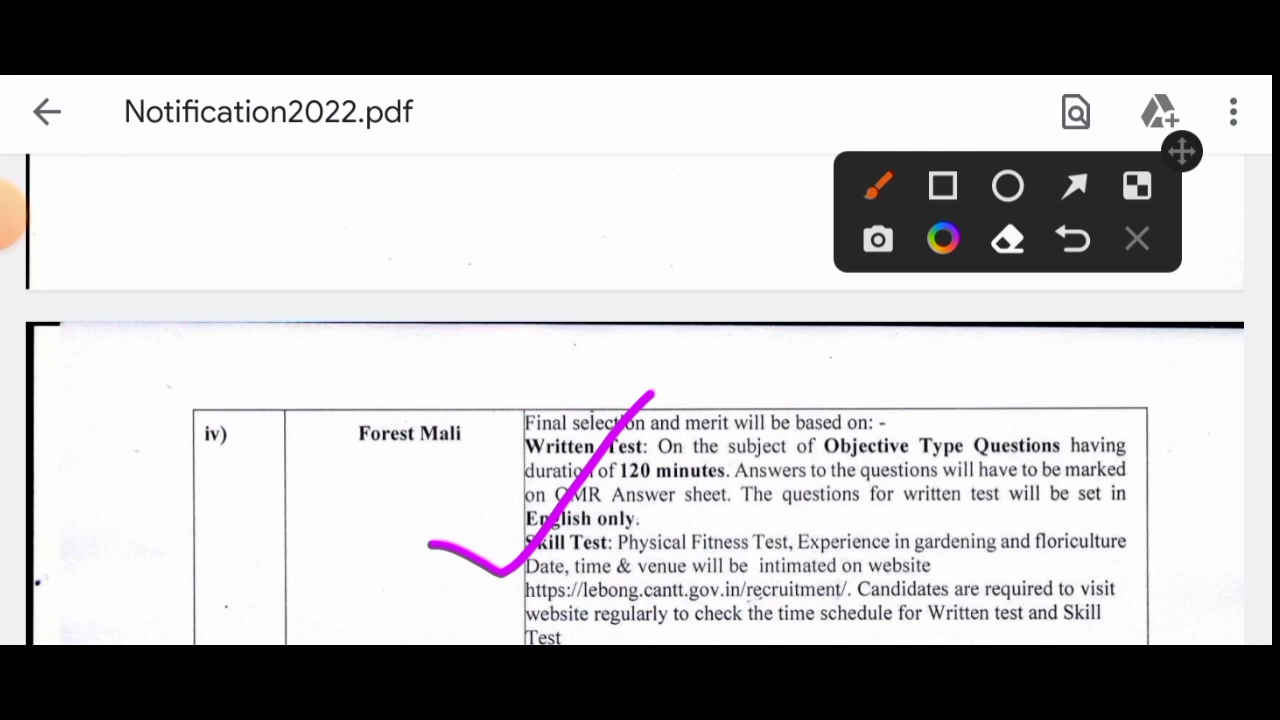 Notification2022.pdf
iv)
Forest Mali
Final selection and merit will be based on: -
Written Test: On the subject of Objective Type Questions having
duration of 120 minutes. Answers to the questions will have to be marked
on OMR Answer sheet. The questions for written test will be set in
English only.
Skill Test: Physical Fitness Test, Experience in gardening and floriculture
Date, time & venue will be intimated on website
https://lebong.cantt.gov.in/recruitment/. Candidates are required to visit
website regularly to check the time schedule for Written test and Skill
Test